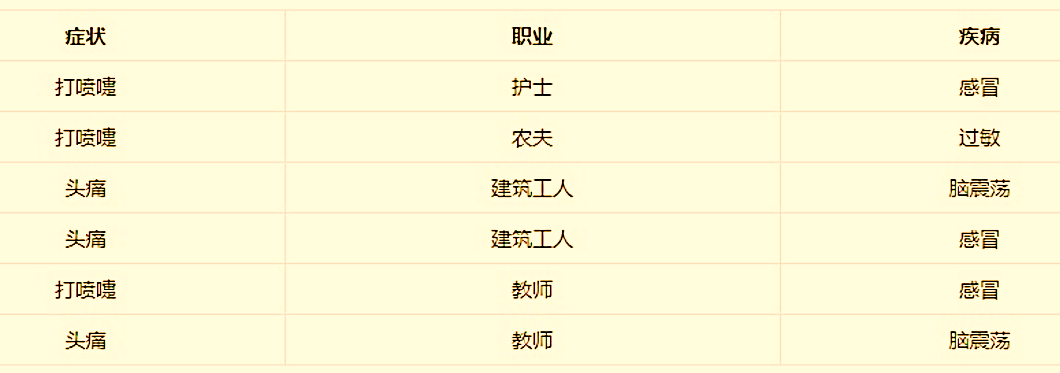 症状 职业 疾病
打喷嚏 护士 感冒
打喷嚏 农夫 过敏
头痛 建筑工人 脑震荡
头痛 建筑工人 感冒
打喷嚏 教师 感冒
头痛 教师 脑震荡